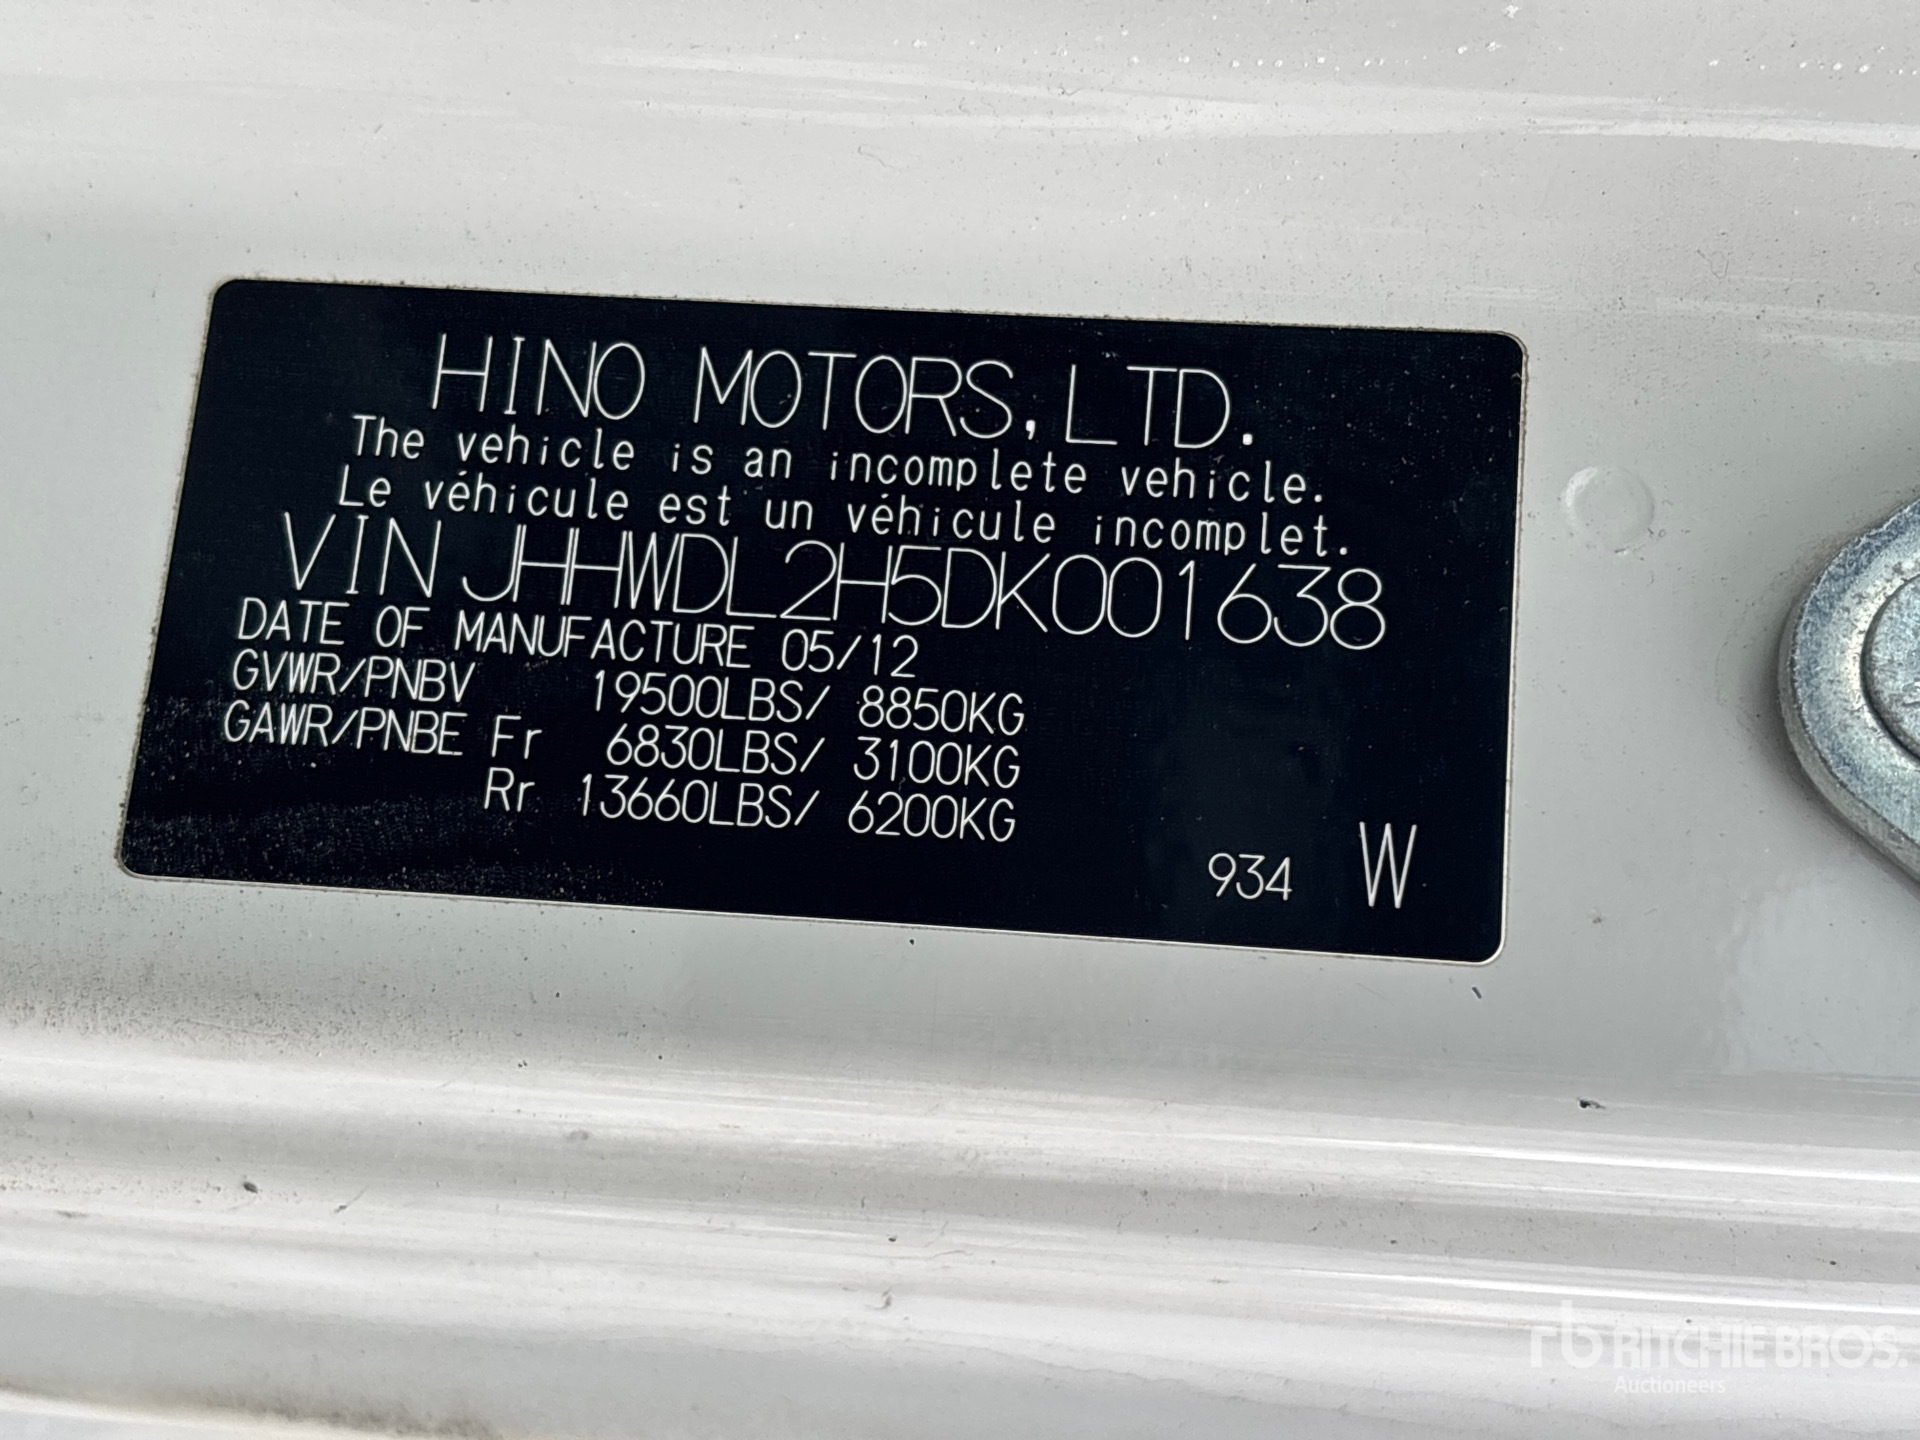 HINO MOTORS, LTD.
The vehicle is an incomplete vehicle.
Le véhicule est un véhicule incomplet.
VIN JHHWDL2H5DK001638
DATE OF MANUFACTURE 05/12
GVWR/PNBV 19500LBS/ 8850KG
GAWR/PNBE Fr 6830LBS/ 3100KG
Rr 13660LBS/ 6200KG
934 W
rb RITCHIE BROS.
Auctioneers